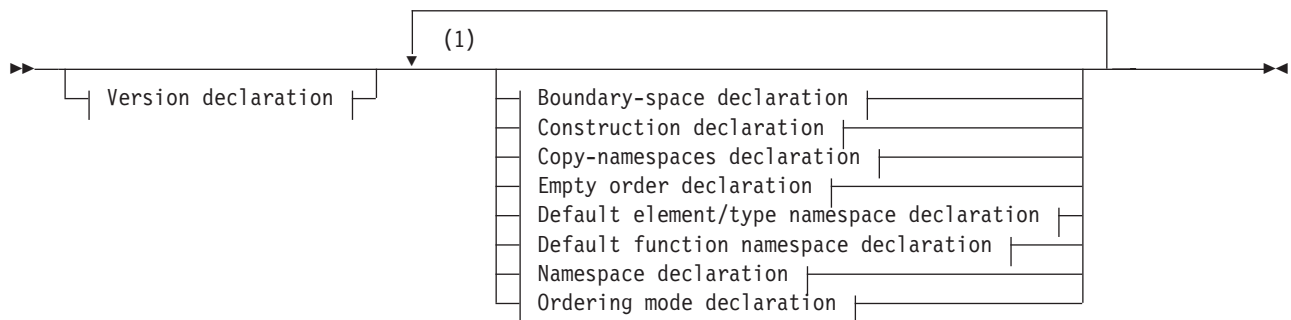 (1)
Version declaration
Boundary-space declaration
Construction declaration
Copy-namespaces declaration
Empty order declaration
Default element/type namespace declaration
Default function namespace declaration
Namespace declaration
Ordering mode declaration